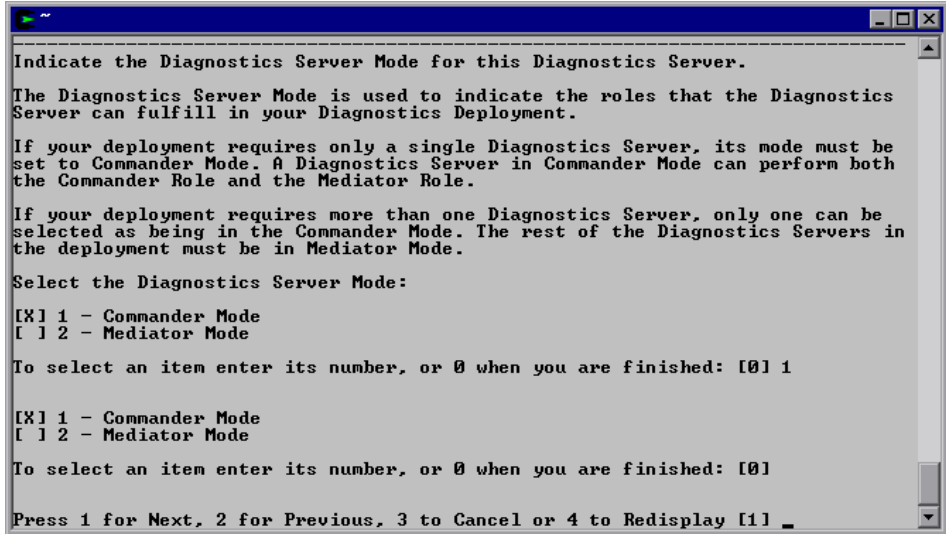 ~
Indicate the Diagnostics Server Mode for this Diagnostics Server.
The Diagnostics Server Mode is used to indicate the roles that the Diagnostics
Server can fulfill in your Diagnostics Deployment.
If your deployment requires only a single Diagnostics Server, its mode must be
set to Commander Mode. A Diagnostics Server in Commander Mode can perform both
the Commander Role and the Mediator Role.
If your deployment requires more than one Diagnostics Server, only one can be
selected as being in the Commander Mode. The rest of the Diagnostics Servers in
the deployment must be in Mediator Mode.
Select the Diagnostics Server Mode:
[X] 1 - Commander Mode
[ ] 2 - Mediator Mode
To select an item enter its number, or 0 when you are finished: [0] 1
[X] 1 - Commander Mode
[ ] 2 - Mediator Mode
To select an item enter its number, or 0 when you are finished: [0]
Press 1 for Next, 2 for Previous, 3 to Cancel or 4 to Redisplay [1] _